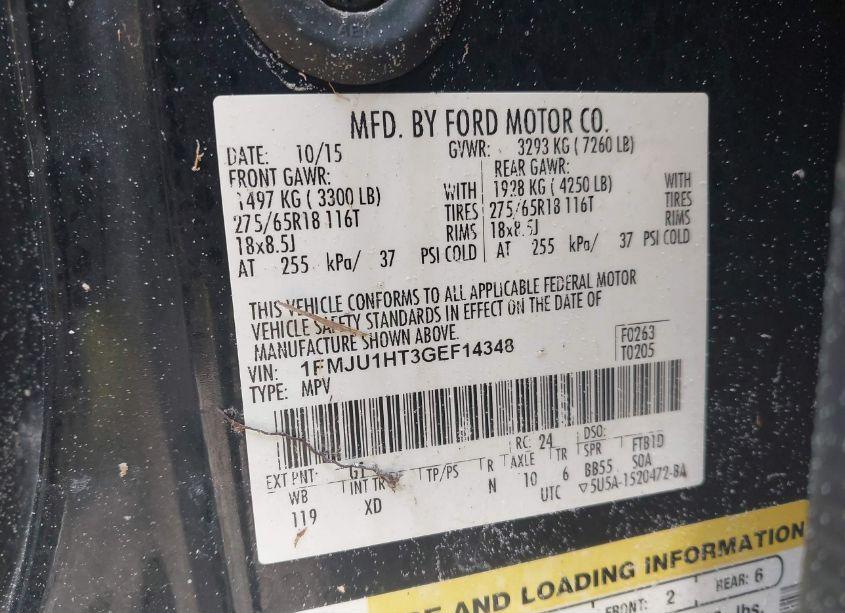 MFD. BY FORD MOTOR CO.
DATE: 10/15 GVWR: 3293 KG ( 7260 LB)
FRONT GAWR: REAR GAWR:
1497 KG ( 3300 LB) WITH 1928 KG ( 4250 LB) WITH
275/65R18 116T TIRES 275/65R18 116T TIRES
18x8.5J RIMS 18x8.5J RIMS
AT 255 kPa/ 37 PSI COLD AT 255 kPa/ 37 PSI COLD
THIS VEHICLE CONFORMS TO ALL APPLICABLE FEDERAL MOTOR
VEHICLE SAFETY STANDARDS IN EFFECT ON THE DATE OF
MANUFACTURE SHOWN ABOVE.
VIN: 1FMJU1HT3GEF14348 F0263
TYPE: MPV T0205
EXT PNT: G1 RC: 24 DSO:
WB INT TR TP/PS R AXLE TR SPR FTB1D
119 XD N 10 6 BB55 SOA
UTC ▽5U5A-1520472-BA
AND LOADING INFORMATION
FRONT: 2 REAR: 6
lbs.